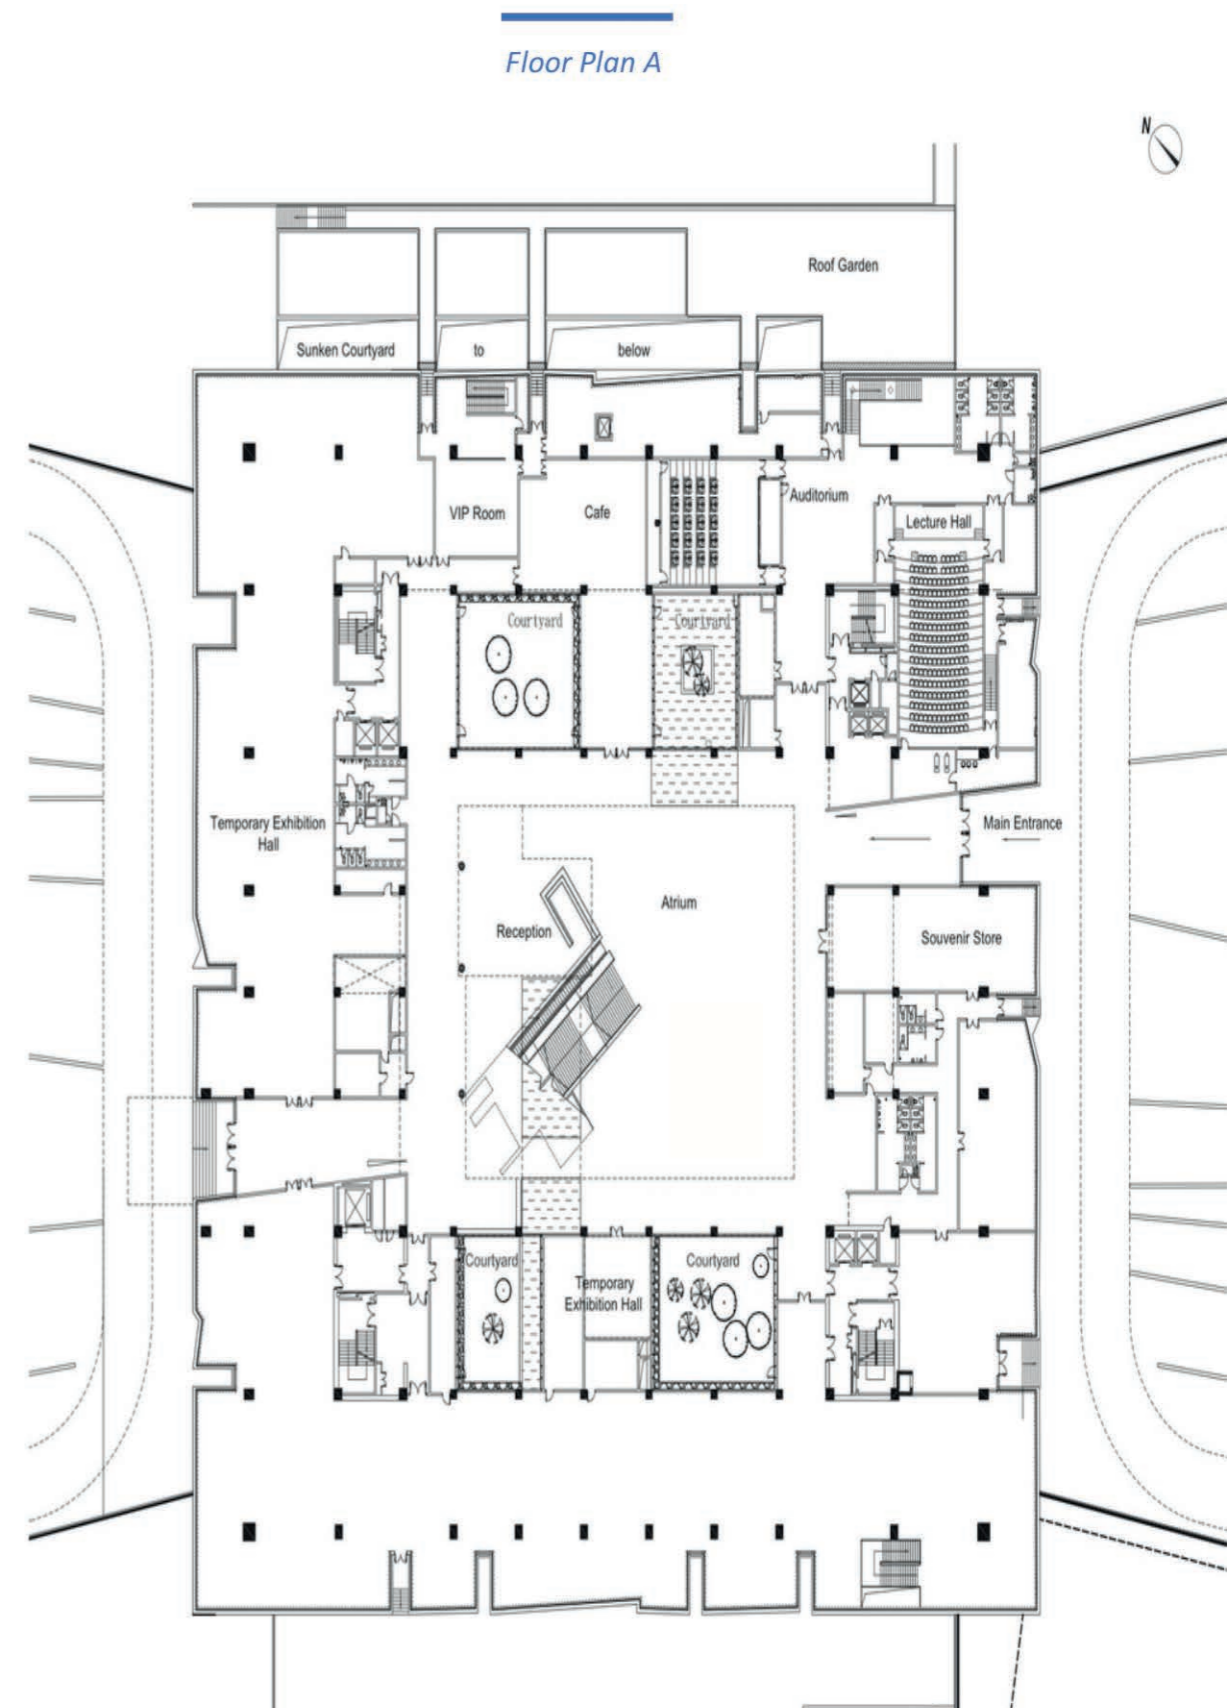 Floor Plan A
N
Roof Garden
Sunken Courtyard
to
below
VIP Room
Cafe
Auditorium
Lecture Hall
Courtyard
Courtyard
Temporary Exhibition
Hall
Main Entrance
Atrium
Reception
Souvenir Store
Courtyard
Temporary
Exhibition Hall
Courtyard